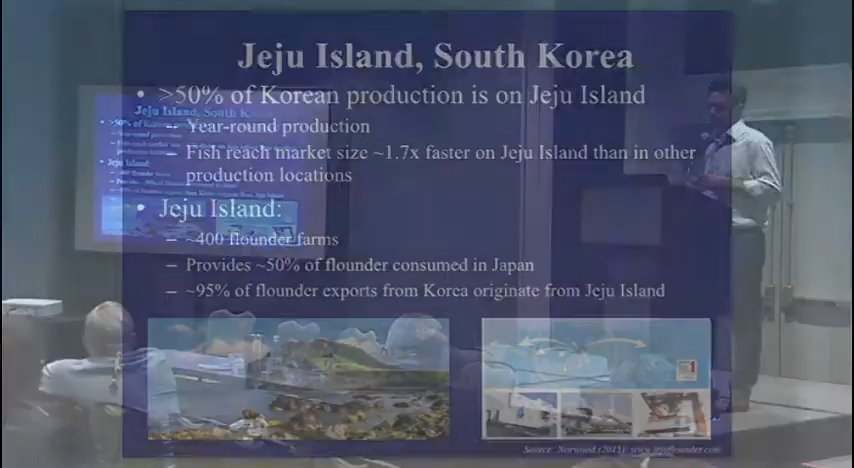 Jeju Island, South Korea
• >50% of Korean production is on Jeju Island
– Year-round production
– Fish reach market size ~1.7x faster on Jeju Island than in other
production locations
• Jeju Island:
– ~400 flounder farms
– Provides ~50% of flounder consumed in Japan
– ~95% of flounder exports from Korea originate from Jeju Island
Jeju Island, South K
Jeju Island: